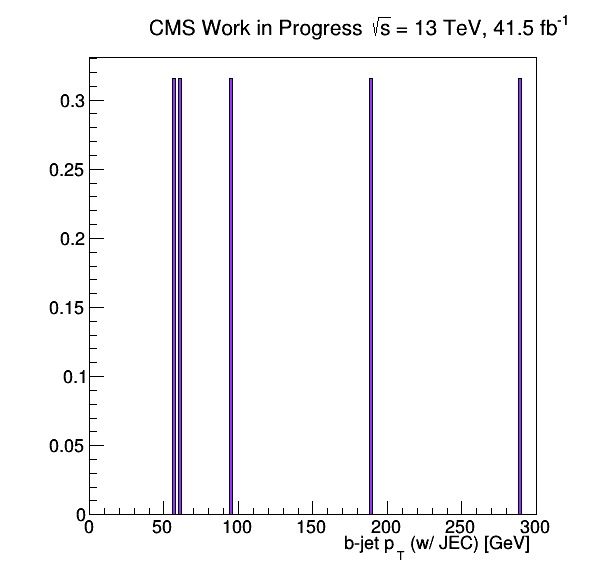 CMS Work in Progress √s = 13 TeV, 41.5 fb⁻¹
0.3
0.25
0.2
0.15
0.1
0.05
0
0 50 100 150 200 250 300
b-jet p_T (w/ JEC) [GeV]